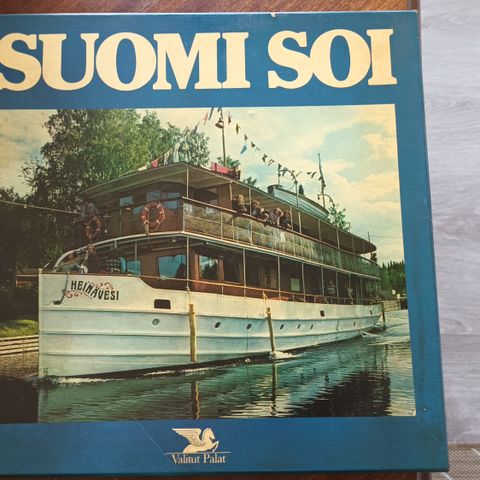 SUOMI SOI
HEINÄVESI
Valitut Palat